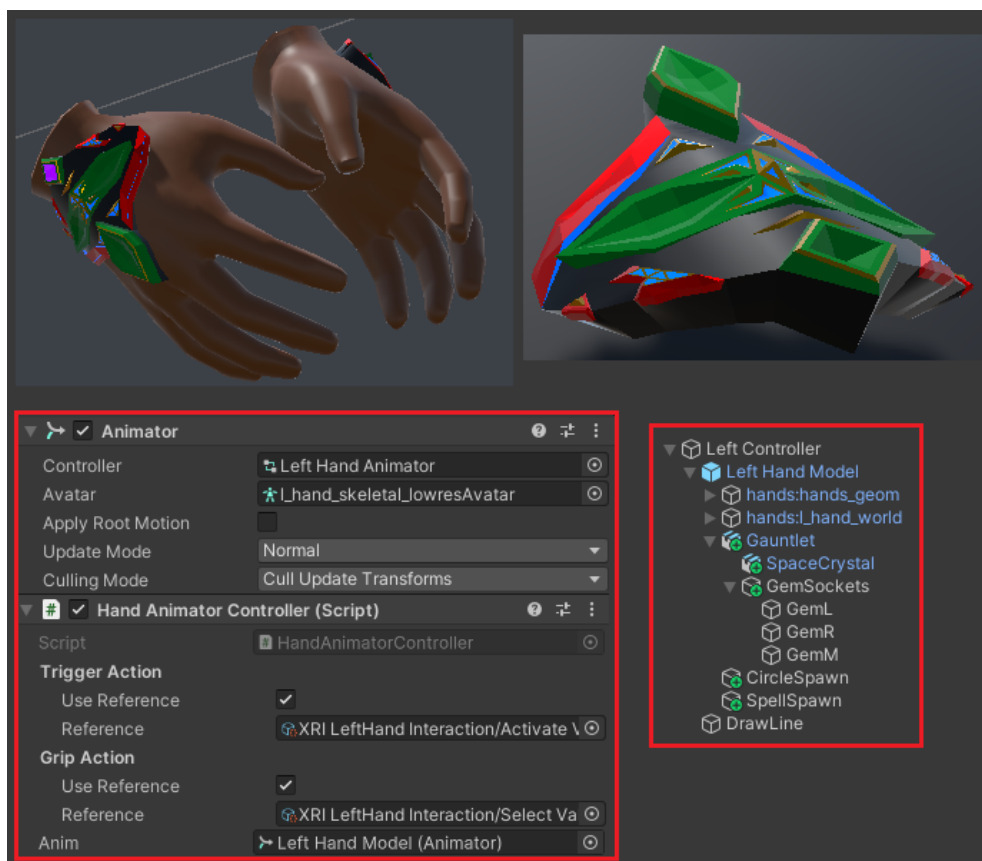 Animator
Controller Left Hand Animator
Avatar l_hand_skeletal_lowresAvatar
Apply Root Motion
Update Mode Normal
Culling Mode Cull Update Transforms
# Hand Animator Controller (Script)
Script # HandAnimatorController
Trigger Action
Use Reference
Reference XRI LeftHand Interaction/Activate V
Grip Action
Use Reference
Reference XRI LeftHand Interaction/Select Va
Anim Left Hand Model (Animator)
Left Controller
Left Hand Model
hands:hands_geom
hands:l_hand_world
Gauntlet
SpaceCrystal
GemSockets
GemL
GemR
GemM
CircleSpawn
SpellSpawn
DrawLine